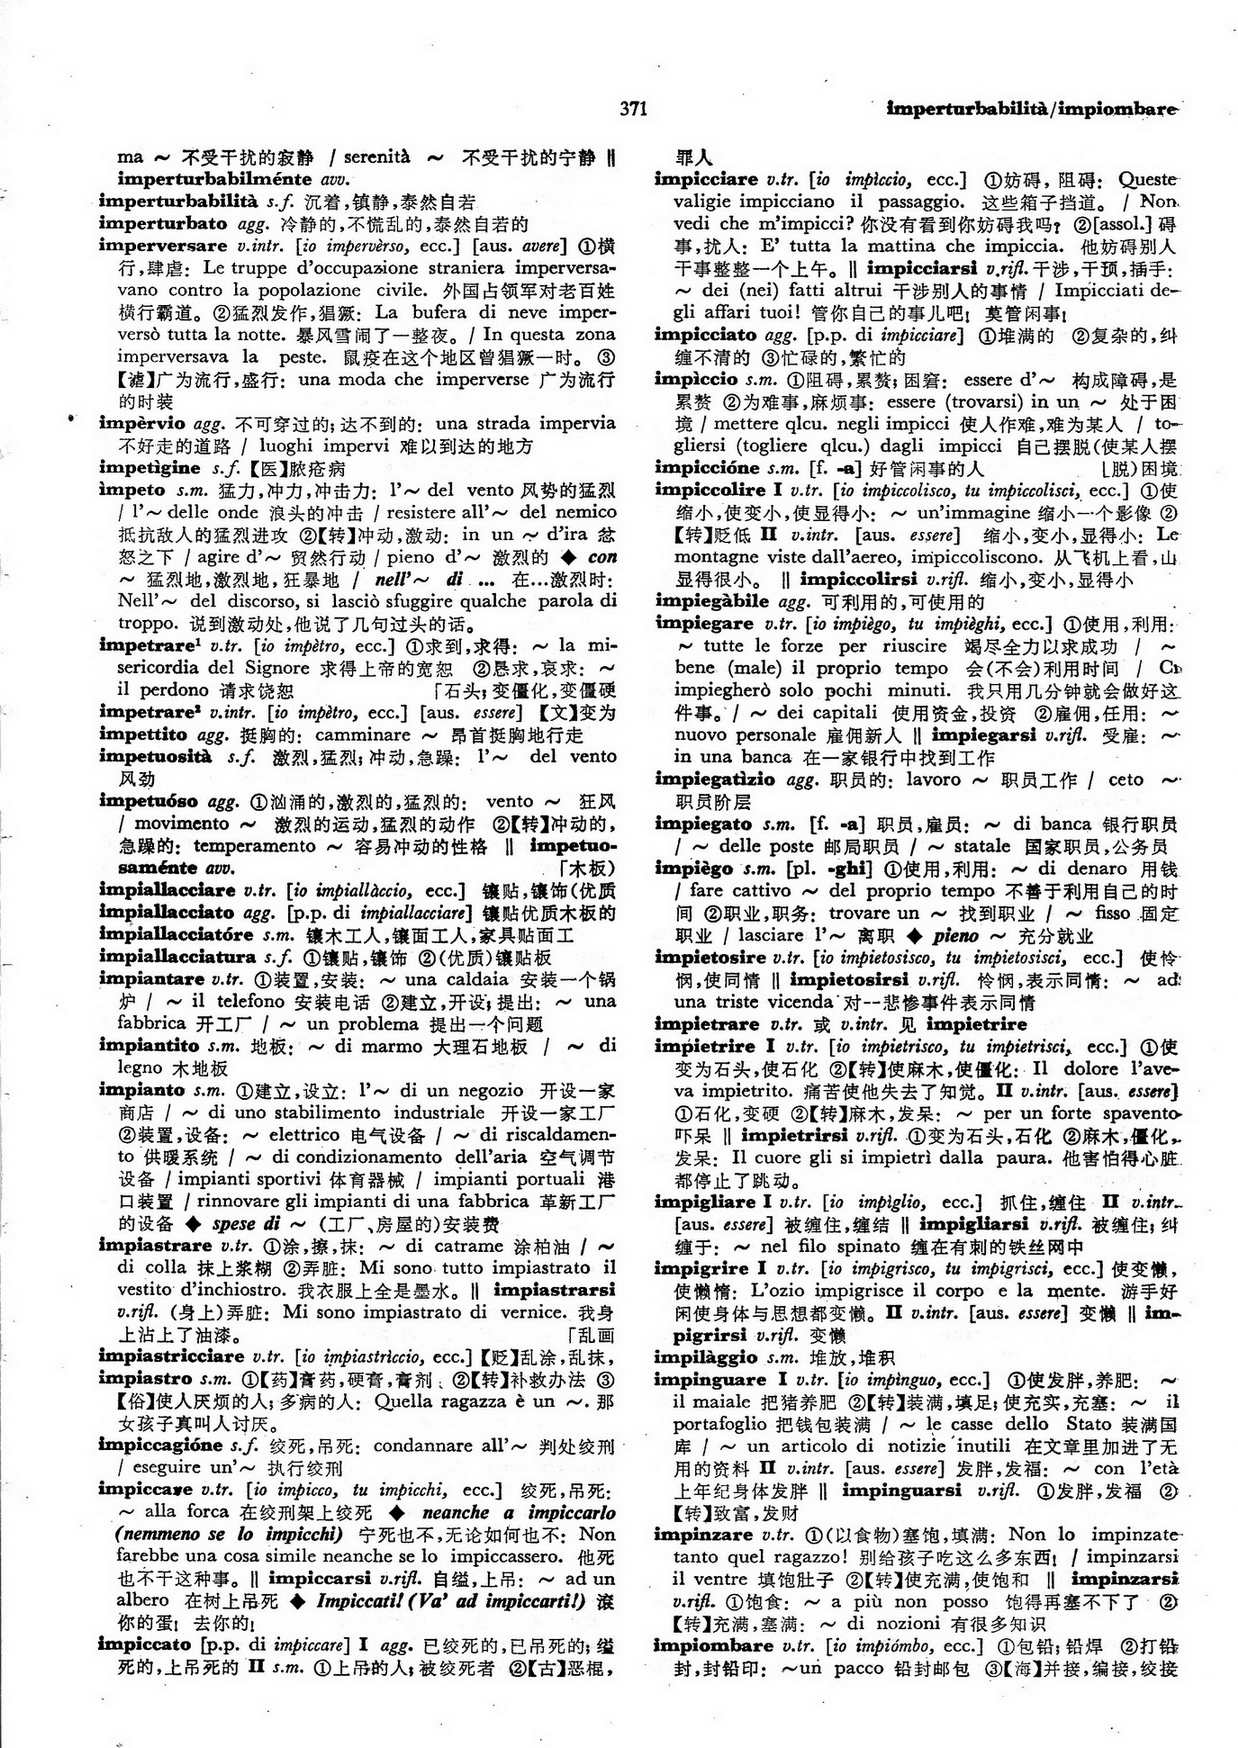 371
imperturbabilità/impiombare
ma ～ 不受干扰的寂静 / serenità ～ 不受干扰的宁静 ‖
imperturbabilménte avv.
imperturbabilità s.f. 沉着,镇静,泰然自若
imperturbato agg. 冷静的,不慌乱的,泰然自若的
imperversare v.intr. [io impervèrso, ecc.] [aus. avere] ①横
行,肆虐: Le truppe d'occupazione straniera imperversa-
vano contro la popolazione civile. 外国占领军对老百姓
横行霸道。②猛烈发作,猖獗: La bufera di neve imper-
versò tutta la notte. 暴风雪闹了一整夜。/ In questa zona
imperversava la peste. 鼠疫在这个地区曾猖獗一时。 ③
【谑】广为流行,盛行: una moda che imperverse 广为流行
的时装
impèrvio agg. 不可穿过的; 达不到的: una strada impervia
不好走的道路 / luoghi impervi 难以到达的地方
impetìgine s.f. 【医】脓疮病
ìmpeto s.m. 猛力,冲力,冲击力: l'～ del vento 风势的猛烈
/ l'～ delle onde 浪头的冲击 / resistere all'～ del nemico
抵抗敌人的猛烈进攻 ②【转】冲动,激动: in un ～ d'ira 忿
怒之下 / agire d'～ 贸然行动 / pieno d'～ 激烈的 ◆ con
～ 猛烈地,激烈地,狂暴地 / nell'～ di ... 在…激烈时:
Nell'～ del discorso, si lasciò sfuggire qualche parola di
troppo. 说到激动处,他说了几句过头的话。
impetrare¹ v.tr. [io impètro, ecc.] ①求到,求得: ～ la mi-
sericordia del Signore 求得上帝的宽恕 ②恳求,哀求: ～
il perdono 请求饶恕 「石头; 变僵化,变僵硬
impetrare² v.intr. [io impètro, ecc.] [aus. essere] 【文】变为
impettito agg. 挺胸的: camminare ～ 昂首挺胸地行走
impetuosità s.f. 激烈,猛烈; 冲动,急躁: l'～ del vento
风劲
impetuóso agg. ①汹涌的,激烈的,猛烈的: vento ～ 狂风
/ movimento ～ 激烈的运动,猛烈的动作 ②【转】冲动的,
急躁的: temperamento ～ 容易冲动的性格 ‖ impetuo-
saménte avv. 「木板)
impiallacciare v.tr. [io impiallàccio, ecc.] 镶贴,镶饰(优质
impiallacciato agg. [p.p. di impiallacciare] 镶贴优质木板的
impiallacciatóre s.m. 镶木工人,镶面工人,家具贴面工
impiallacciatura s.f. ①镶贴,镶饰 ②(优质)镶贴板
impiantare v.tr. ①装置,安装: ～ una caldaia 安装一个锅
炉 / ～ il telefono 安装电话 ②建立,开设; 提出: ～ una
fabbrica 开工厂 / ～ un problema 提出一个问题
impiantito s.m. 地板: ～ di marmo 大理石地板 / ～ di
legno 木地板
impianto s.m. ①建立,设立: l'～ di un negozio 开设一家
商店 / ～ di uno stabilimento industriale 开设一家工厂
②装置,设备: ～ elettrico 电气设备 / ～ di riscaldamen-
to 供暖系统 / ～ di condizionamento dell'aria 空气调节
设备 / impianti sportivi 体育器械 / impianti portuali 港
口装置 / rinnovare gli impianti di una fabbrica 革新工厂
的设备 ◆ spese di ～ (工厂、房屋的)安装费
impiastrare v.tr. ①涂,擦,抹: ～ di catrame 涂柏油 / ～
di colla 抹上浆糊 ②弄脏: Mi sono tutto impiastrato il
vestito d'inchiostro. 我衣服上全是墨水。‖ impiastrarsi
v.rifl. (身上)弄脏: Mi sono impiastrato di vernice. 我身
上沾上了油漆。 「乱画
impiastricciare v.tr. [io impiastrìccio, ecc.] 【贬】乱涂,乱抹,
impiastro s.m. ①【药】膏药,硬膏,膏剂 ②【转】补救办法 ③
【俗】使人厌烦的人; 多病的人: Quella ragazza è un ～. 那
女孩子真叫人讨厌。
impiccagióne s.f. 绞死,吊死: condannare all'～ 判处绞刑
/ eseguire un'～ 执行绞刑
impiccare v.tr. [io impicco, tu impicchi, ecc.] 绞死,吊死:
～ alla forca 在绞刑架上绞死 ◆ neanche a impiccarlo
(nemmeno se lo impicchi) 宁死也不,无论如何也不: Non
farebbe una cosa simile neanche se lo impiccassero. 他死
也不干这种事。‖ impiccarsi v.rifl. 自缢,上吊: ～ ad un
albero 在树上吊死 ◆ Impiccati! (Va' ad impiccarti!) 滚
你的蛋! 去你的!
impiccato [p.p. di impiccare] I agg. 已绞死的,已吊死的; 缢
死的,上吊死的 II s.m. ①上吊的人; 被绞死者 ②【古】恶棍,
罪人
impicciare v.tr. [io impìccio, ecc.] ①妨碍, 阻碍: Queste
valigie impicciano il passaggio. 这些箱子挡道。 / Non
vedi che m'impicci? 你没有看到你妨碍我吗? ②[assol.] 碍
事,扰人: E' tutta la mattina che impiccia. 他妨碍别人
干事整整一个上午。‖ impicciarsi v.rifl. 干涉,干预,插手:
～ dei (nei) fatti altrui 干涉别人的事情 / Impicciati de-
gli affari tuoi! 管你自己的事儿吧! 莫管闲事!
impicciato agg. [p.p. di impicciare] ①堆满的 ②复杂的,纠
缠不清的 ③忙碌的,繁忙的
impìccio s.m. ①阻碍,累赘; 困窘: essere d'～ 构成障碍,是
累赘 ②为难事,麻烦事: essere (trovarsi) in un ～ 处于困
境 / mettere qlcu. negli impicci 使人作难,难为某人 / to-
gliersi (togliere qlcu.) dagli impicci 自己摆脱(使某人摆
impiccióne s.m. [f. -a] 好管闲事的人 ⌊脱)困境
impiccolire I v.tr. [io impiccolisco, tu impiccolisci, ecc.] ①使
缩小,使变小,使显得小: ～ un'immagine 缩小一个影像 ②
【转】贬低 II v.intr. [aus. essere] 缩小,变小,显得小: Le
montagne viste dall'aereo, impiccoliscono. 从飞机上看,山
显得很小。 ‖ impiccolirsi v.rifl. 缩小,变小,显得小
impiegàbile agg. 可利用的,可使用的
impiegare v.tr. [io impiègo, tu impièghi, ecc.] ①使用,利用:
～ tutte le forze per riuscire 竭尽全力以求成功 / ～
bene (male) il proprio tempo 会(不会)利用时间 / Ci
impiegherò solo pochi minuti. 我只用几分钟就会做好这
件事。/ ～ dei capitali 使用资金,投资 ②雇佣,任用: ～
nuovo personale 雇佣新人 ‖ impiegarsi v.rifl. 受雇: ～
in una banca 在一家银行中找到工作
impiegatìzio agg. 职员的: lavoro ～ 职员工作 / ceto ～
职员阶层
impiegato s.m. [f. -a] 职员,雇员: ～ di banca 银行职员
/ ～ delle poste 邮局职员 / ～ statale 国家职员,公务员
impiègo s.m. [pl. -ghi] ①使用,利用: ～ di denaro 用钱
/ fare cattivo ～ del proprio tempo 不善于利用自己的时
间 ②职业,职务: trovare un ～ 找到职业 / ～ fisso 固定
职业 / lasciare l'～ 离职 ◆ pieno ～ 充分就业
impietosire v.tr. [io impietosisco, tu impietosisci, ecc.] 使怜
悯,使同情 ‖ impietosirsi v.rifl. 怜悯,表示同情: ～ ad
una triste vicenda 对一悲惨事件表示同情
impietrare v.tr. 或 v.intr. 见 impietrire
impietrire I v.tr. [io impietrisco, tu impietrisci, ecc.] ①使
变为石头,使石化 ②【转】使麻木,使僵化: Il dolore l'ave-
va impietrito. 痛苦使他失去了知觉。II v.intr. [aus. essere]
①石化,变硬 ②【转】麻木,发呆: ～ per un forte spavento
吓呆 ‖ impietrirsi v.rifl. ①变为石头,石化 ②麻木,僵化,
发呆: Il cuore gli si impietrì dalla paura. 他害怕得心脏
都停止了跳动。
impigliare I v.tr. [io impìglio, ecc.] 抓住,缠住 II v.intr.
[aus. essere] 被缠住,缠结 ‖ impigliarsi v.rifl. 被缠住; 纠
缠于: ～ nel filo spinato 缠在有刺的铁丝网中
impigrire I v.tr. [io impigrisco, tu impigrisci, ecc.] 使变懒,
使懒惰: L'ozio impigrisce il corpo e la mente. 游手好
闲使身体与思想都变懒。II v.intr. [aus. essere] 变懒 ‖ im-
pigrirsi v.rifl. 变懒
impilàggio s.m. 堆放,堆积
impinguare I v.tr. [io impìnguo, ecc.] ①使发胖,养肥: ～
il maiale 把猪养肥 ②【转】装满,填足; 使充实,充塞: ～ il
portafoglio 把钱包装满 / ～ le casse dello Stato 装满国
库 / ～ un articolo di notizie inutili 在文章里加进了无
用的资料 II v.intr. [aus. essere] 发胖,发福: ～ con l'età
上年纪身体发胖 ‖ impinguarsi v.rifl. ①发胖,发福 ②
【转】致富,发财
impinzare v.tr. ①(以食物)塞饱,填满: Non lo impinzate
tanto quel ragazzo! 别给孩子吃这么多东西! / impinzarsi
il ventre 填饱肚子 ②【转】使充满,使饱和 ‖ impinzarsi
v.rifl. ①饱食: ～ a più non posso 饱得再塞不下了 ②
【转】充满,塞满: ～ di nozioni 有很多知识
impiombare v.tr. [io impiómbo, ecc.] ①包铅; 铅焊 ②打铅
封,封铅印: ～un pacco 铅封邮包 ③【海】并接,编接,绞接